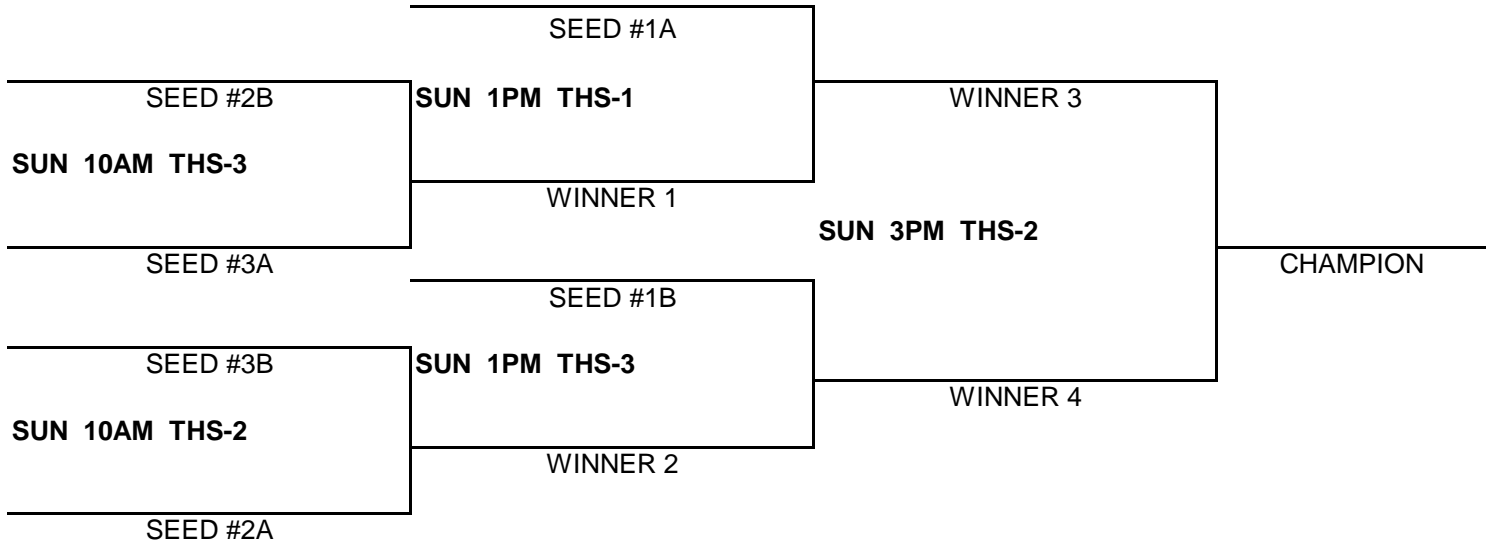 SEED #1A
SEED #2B
SUN 1PM THS-1
WINNER 3
SUN 10AM THS-3
WINNER 1
SUN 3PM THS-2
SEED #3A
CHAMPION
SEED #1B
SEED #3B
SUN 1PM THS-3
WINNER 4
SUN 10AM THS-2
WINNER 2
SEED #2A